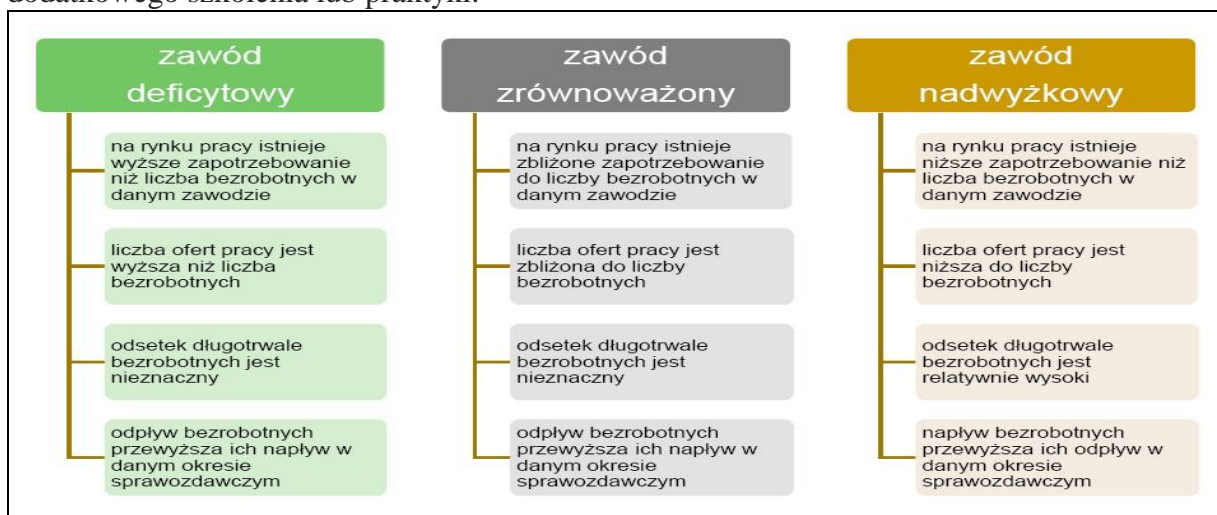 dodatkowego szkolenia lub praktyki.
zawód
deficytowy
na rynku pracy istnieje
wyższe zapotrzebowanie
niż liczba bezrobotnych w
danym zawodzie
liczba ofert pracy jest
wyższa niż liczba
bezrobotnych
odsetek długotrwale
bezrobotnych jest
nieznaczny
odpływ bezrobotnych
przewyższa ich napływ w
danym okresie
sprawozdawczym
zawód
zrównoważony
na rynku pracy istnieje
zbliżone zapotrzebowanie
do liczby bezrobotnych w
danym zawodzie
liczba ofert pracy jest
zbliżona do liczby
bezrobotnych
odsetek długotrwale
bezrobotnych jest
nieznaczny
odpływ bezrobotnych
przewyższa ich napływ w
danym okresie
sprawozdawczym
zawód
nadwyżkowy
na rynku pracy istnieje
niższe zapotrzebowanie niż
liczba bezrobotnych w
danym zawodzie
liczba ofert pracy jest
niższa do liczby
bezrobotnych
odsetek długotrwale
bezrobotnych jest
relatywnie wysoki
napływ bezrobotnych
przewyższa ich odpływ w
danym okresie
sprawozdawczym